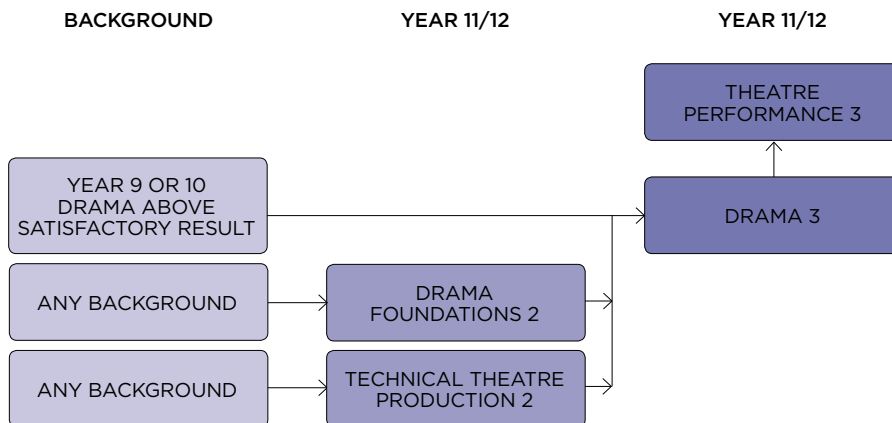 BACKGROUND
YEAR 11/12
YEAR 11/12
THEATRE
PERFORMANCE 3
YEAR 9 OR 10
DRAMA ABOVE
SATISFACTORY RESULT
DRAMA 3
ANY BACKGROUND
DRAMA
FOUNDATIONS 2
ANY BACKGROUND
TECHNICAL THEATRE
PRODUCTION 2